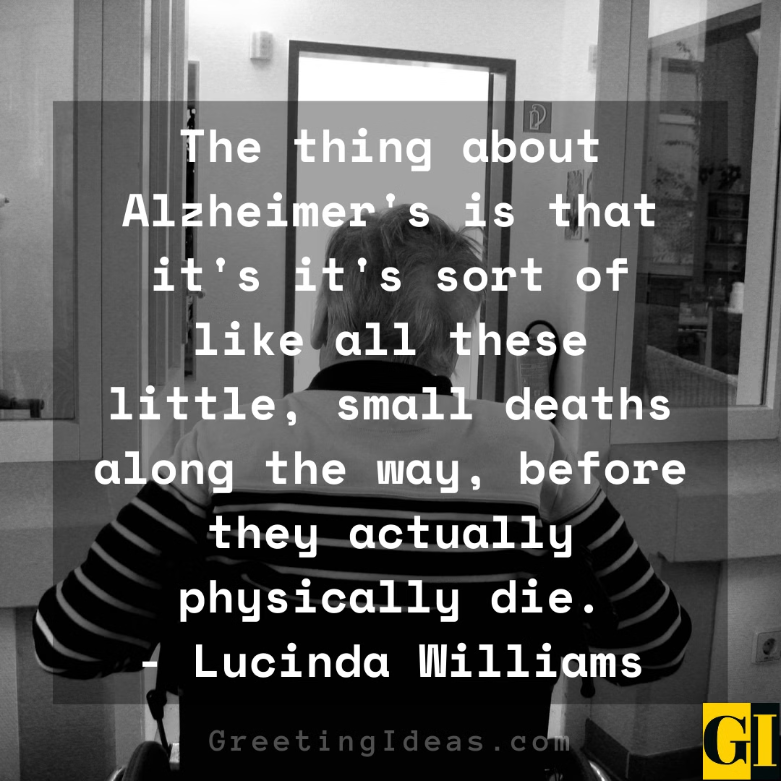 The thing about
Alzheimer's is that
it's it's sort of
like all these
little, small deaths
along the way, before
they actually
physically die.
- Lucinda Williams
GreetingIdeas.com
GI